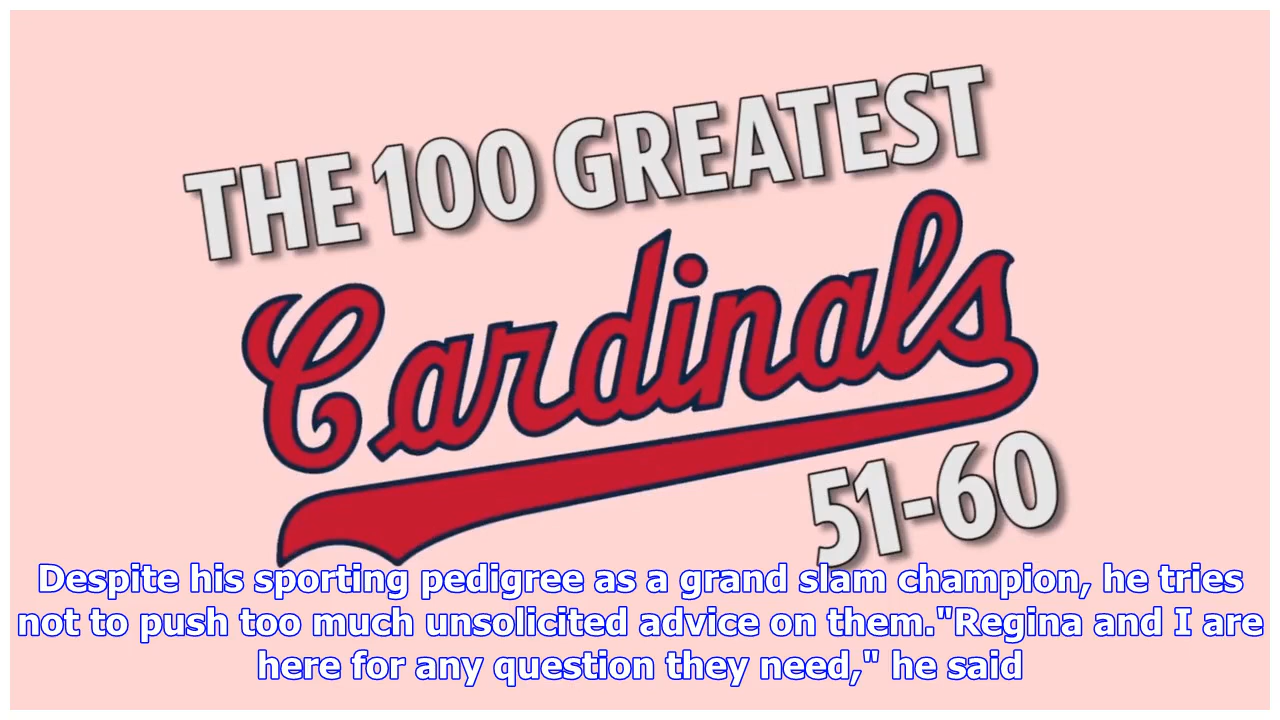 THE 100 GREATEST
Cardinals
51-60
Despite his sporting pedigree as a grand slam champion, he tries
not to push too much unsolicited advice on them."Regina and I are
here for any question they need," he said